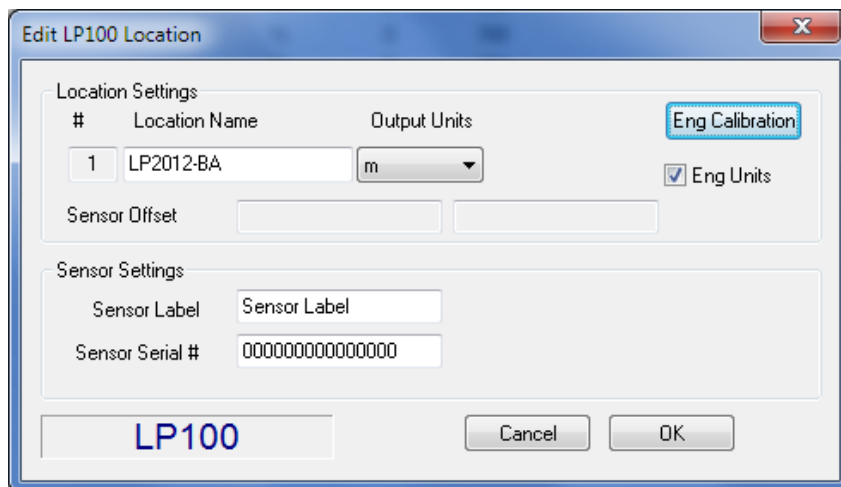 Edit LP100 Location
x
Location Settings
# Location Name Output Units Eng Calibration
1 LP2012-BA m Eng Units
Sensor Offset
Sensor Settings
Sensor Label Sensor Label
Sensor Serial # 000000000000000
LP100 Cancel OK